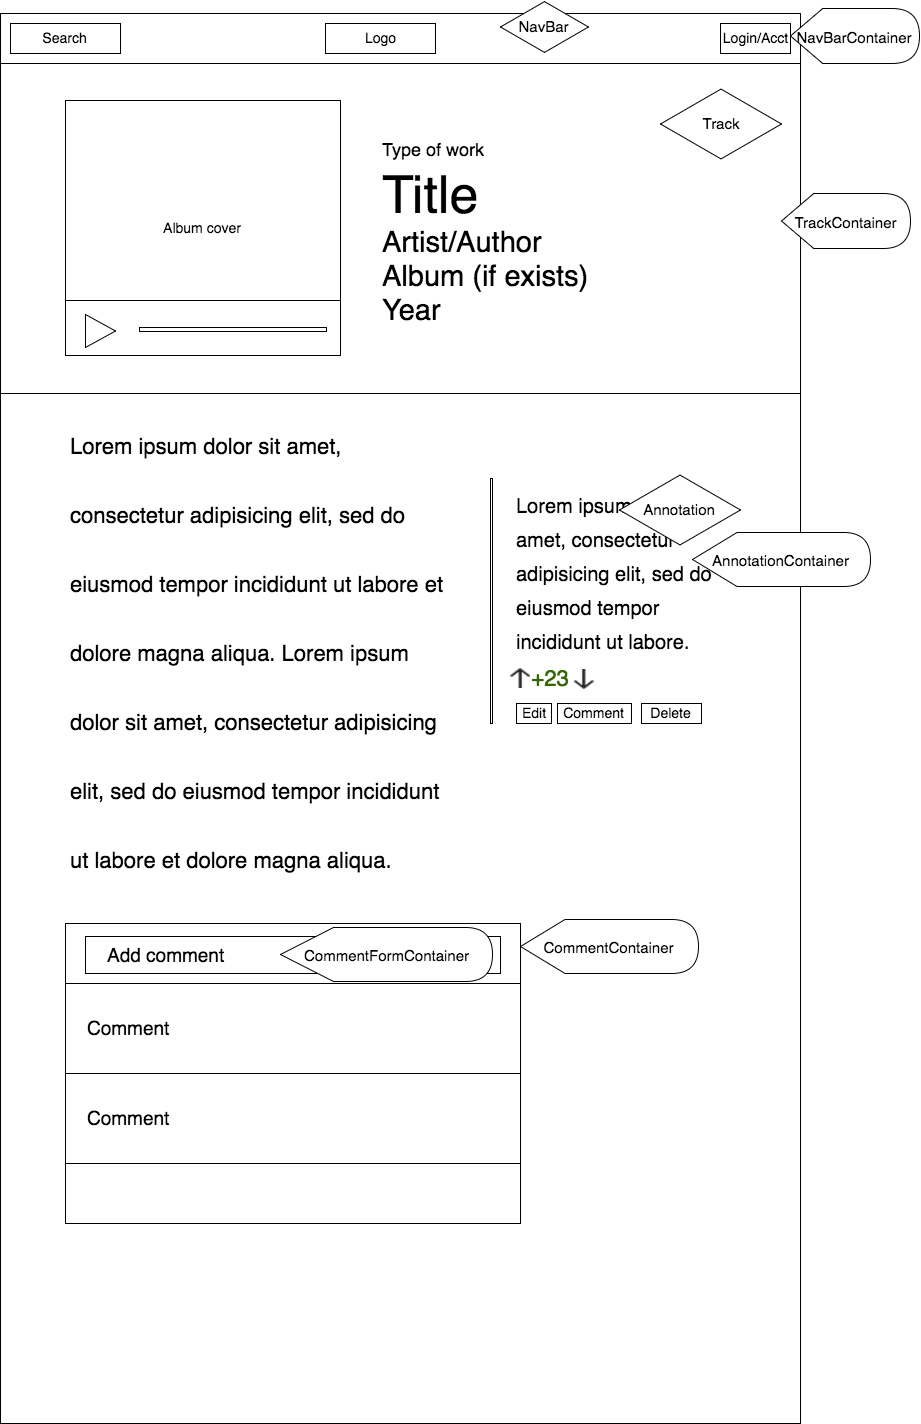 Search
Logo
NavBar
Login/Acct
NavBarContainer
Track
Type of work
Title
Artist/Author
Album (if exists)
Year
Album cover
TrackContainer
Lorem ipsum dolor sit amet,
consectetur adipisicing elit, sed do
eiusmod tempor incididunt ut labore et
dolore magna aliqua. Lorem ipsum
dolor sit amet, consectetur adipisicing
elit, sed do eiusmod tempor incididunt
ut labore et dolore magna aliqua.
Lorem ipsum
Annotation
amet, consectetur
AnnotationContainer
adipisicing elit, sed do
eiusmod tempor
incididunt ut labore.
+23
Edit
Comment
Delete
Add comment
CommentFormContainer
CommentContainer
Comment
Comment